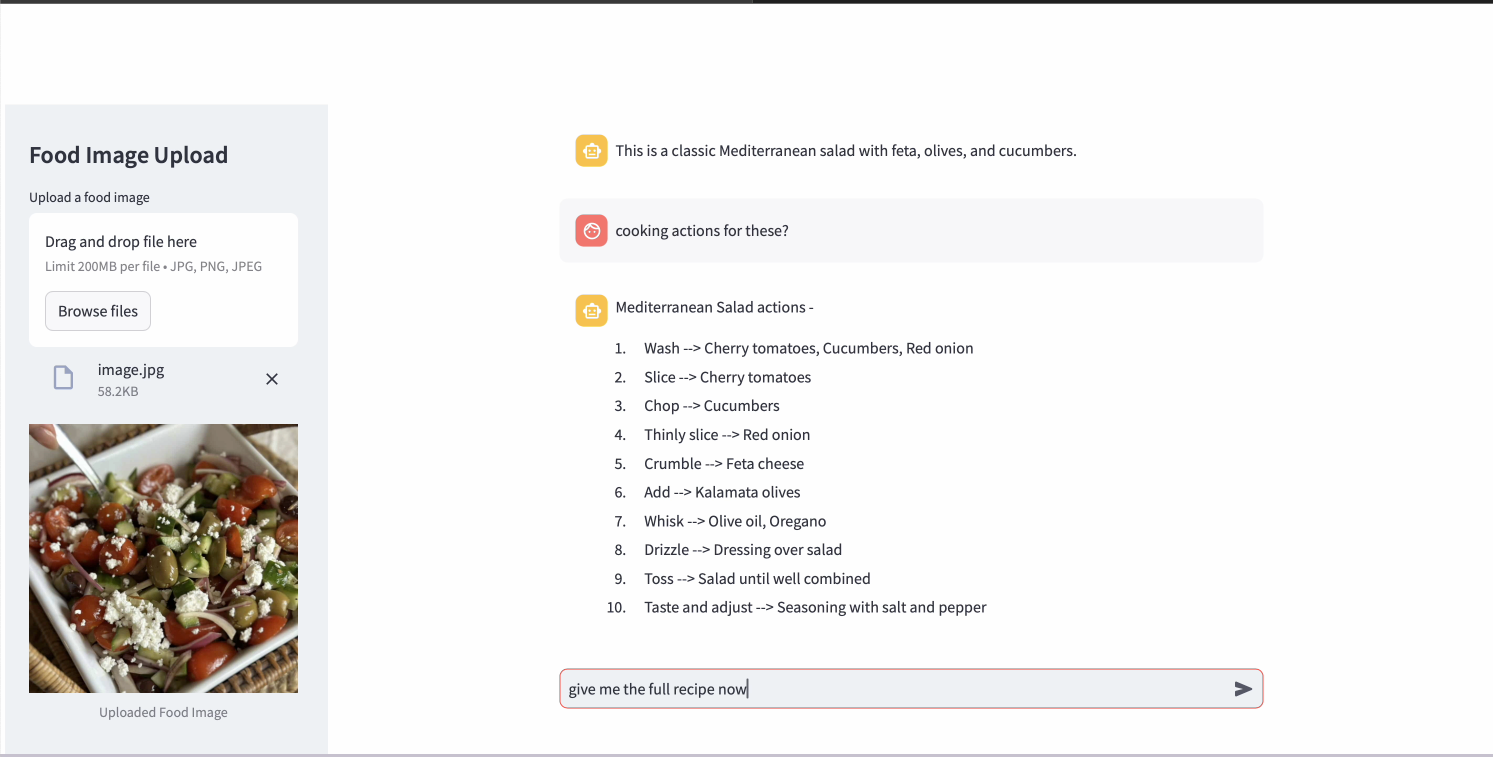 Food Image Upload
Upload a food image
Drag and drop file here
Limit 200MB per file • JPG, PNG, JPEG
Browse files
image.jpg
58.2KB
Uploaded Food Image
This is a classic Mediterranean salad with feta, olives, and cucumbers.
cooking actions for these?
Mediterranean Salad actions -
1. Wash --> Cherry tomatoes, Cucumbers, Red onion
2. Slice --> Cherry tomatoes
3. Chop --> Cucumbers
4. Thinly slice --> Red onion
5. Crumble --> Feta cheese
6. Add --> Kalamata olives
7. Whisk --> Olive oil, Oregano
8. Drizzle --> Dressing over salad
9. Toss --> Salad until well combined
10. Taste and adjust --> Seasoning with salt and pepper
give me the full recipe now